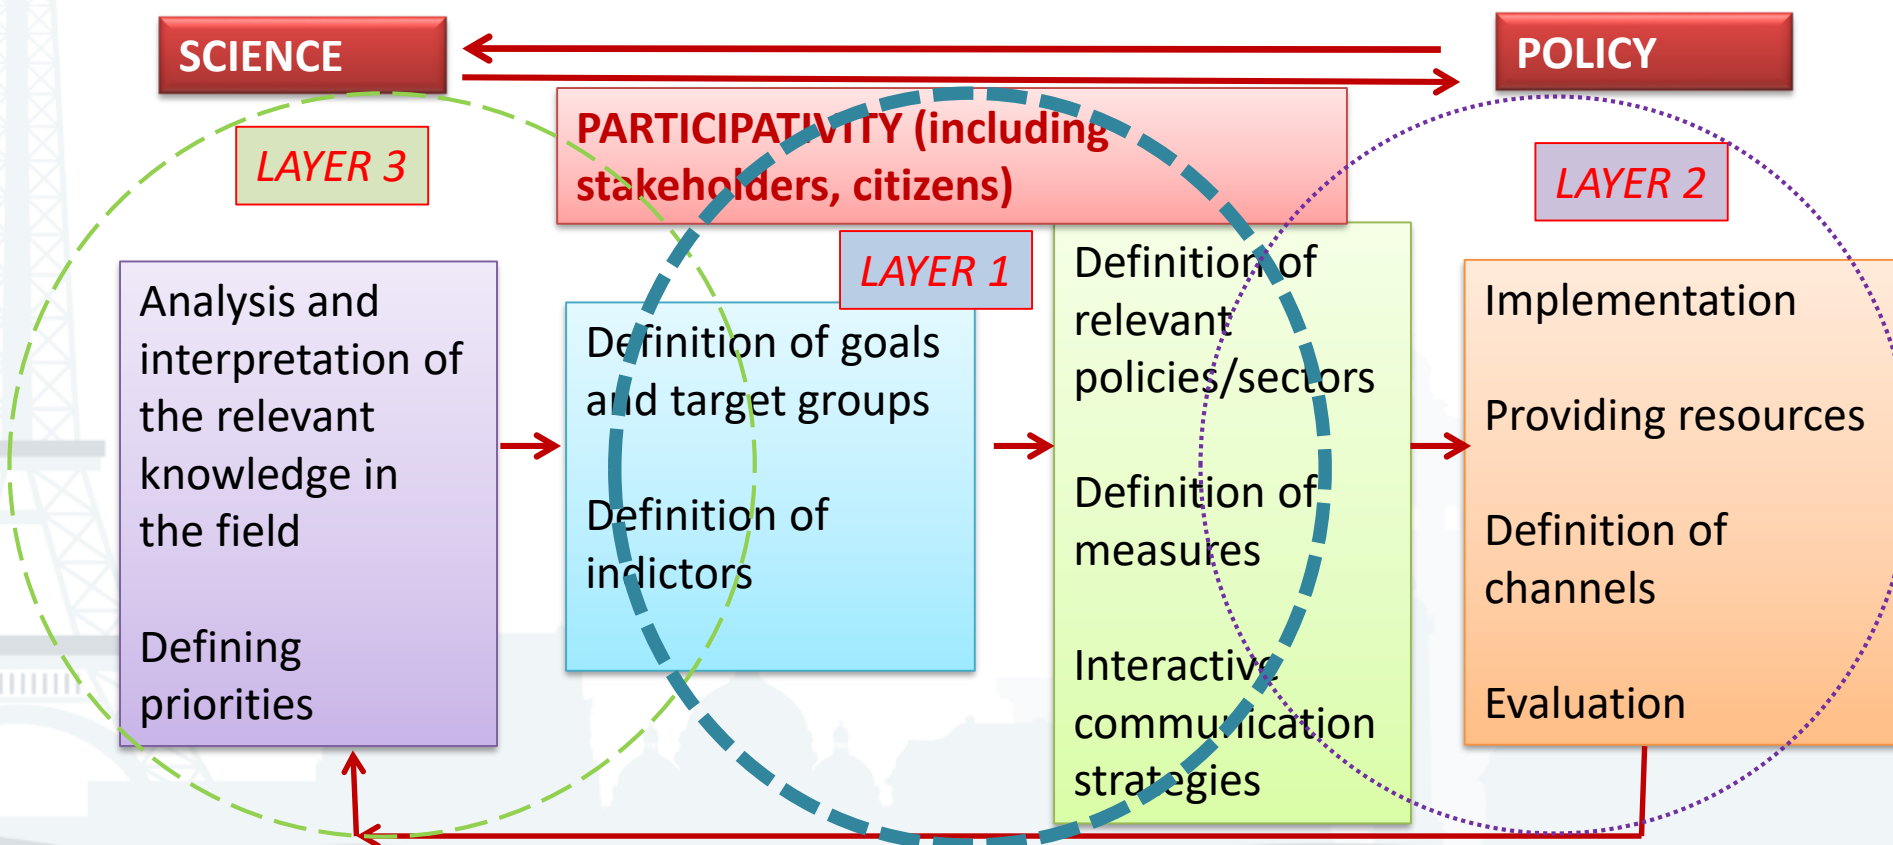 SCIENCE
POLICY
PARTICIPATIVITY (including
stakeholders, citizens)
LAYER 3
LAYER 1
LAYER 2
Analysis and
interpretation of
the relevant
knowledge in
the field
Defining
priorities
Definition of goals
and target groups
Definition of
indictors
Definition of
relevant
policies/sectors
Definition of
measures
Interactive
communication
strategies
Implementation
Providing resources
Definition of
channels
Evaluation